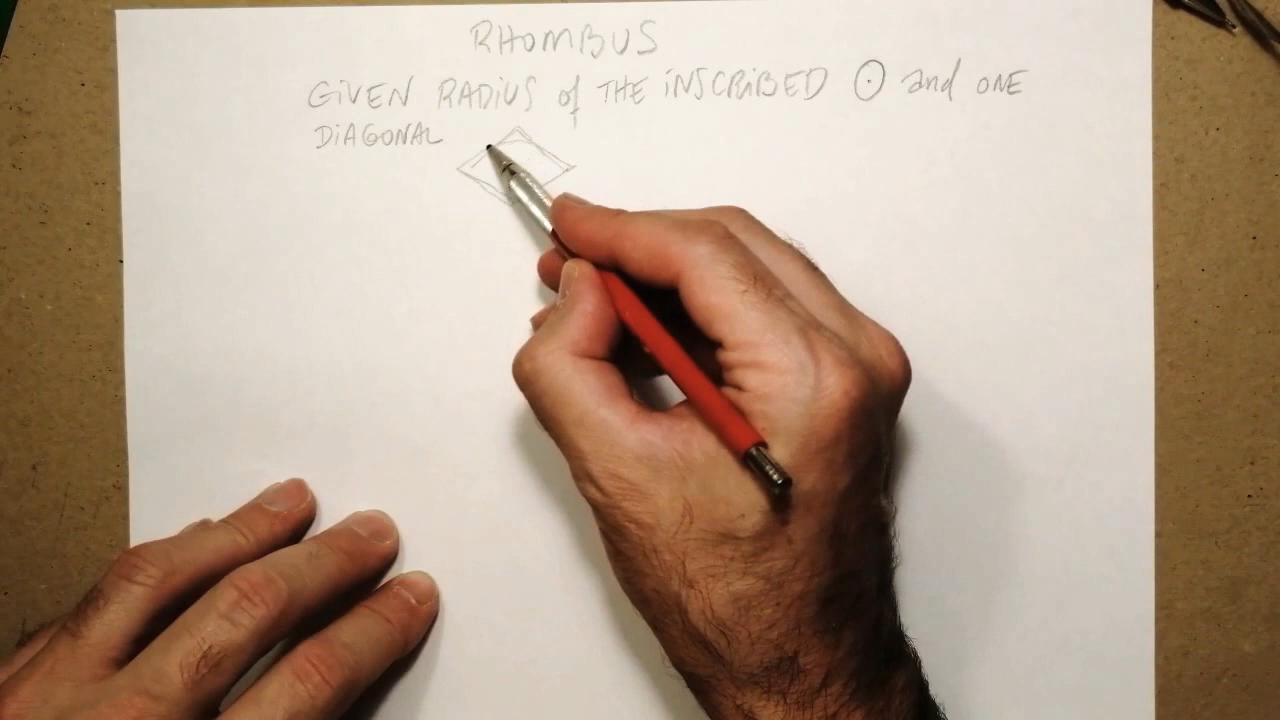 RHOMBUS
GIVEN RADIUS of THE INSCRIBED ⊙ and ONE
DIAGONAL